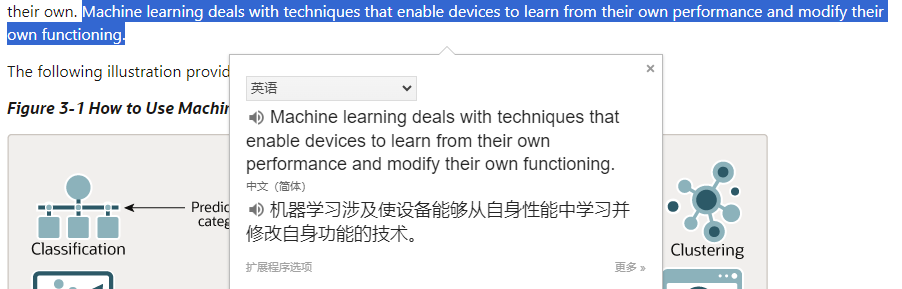 their own. Machine learning deals with techniques that enable devices to learn from their own performance and modify their
own functioning.
The following illustration provid
Figure 3-1 How to Use Machin
×
英语
Machine learning deals with techniques that
enable devices to learn from their own
performance and modify their own functioning.
中文（简体）
机器学习涉及使设备能够从自身性能中学习并
修改自身功能的技术。
扩展程序选项
更多 »
Predic
categ
Classification
Clustering